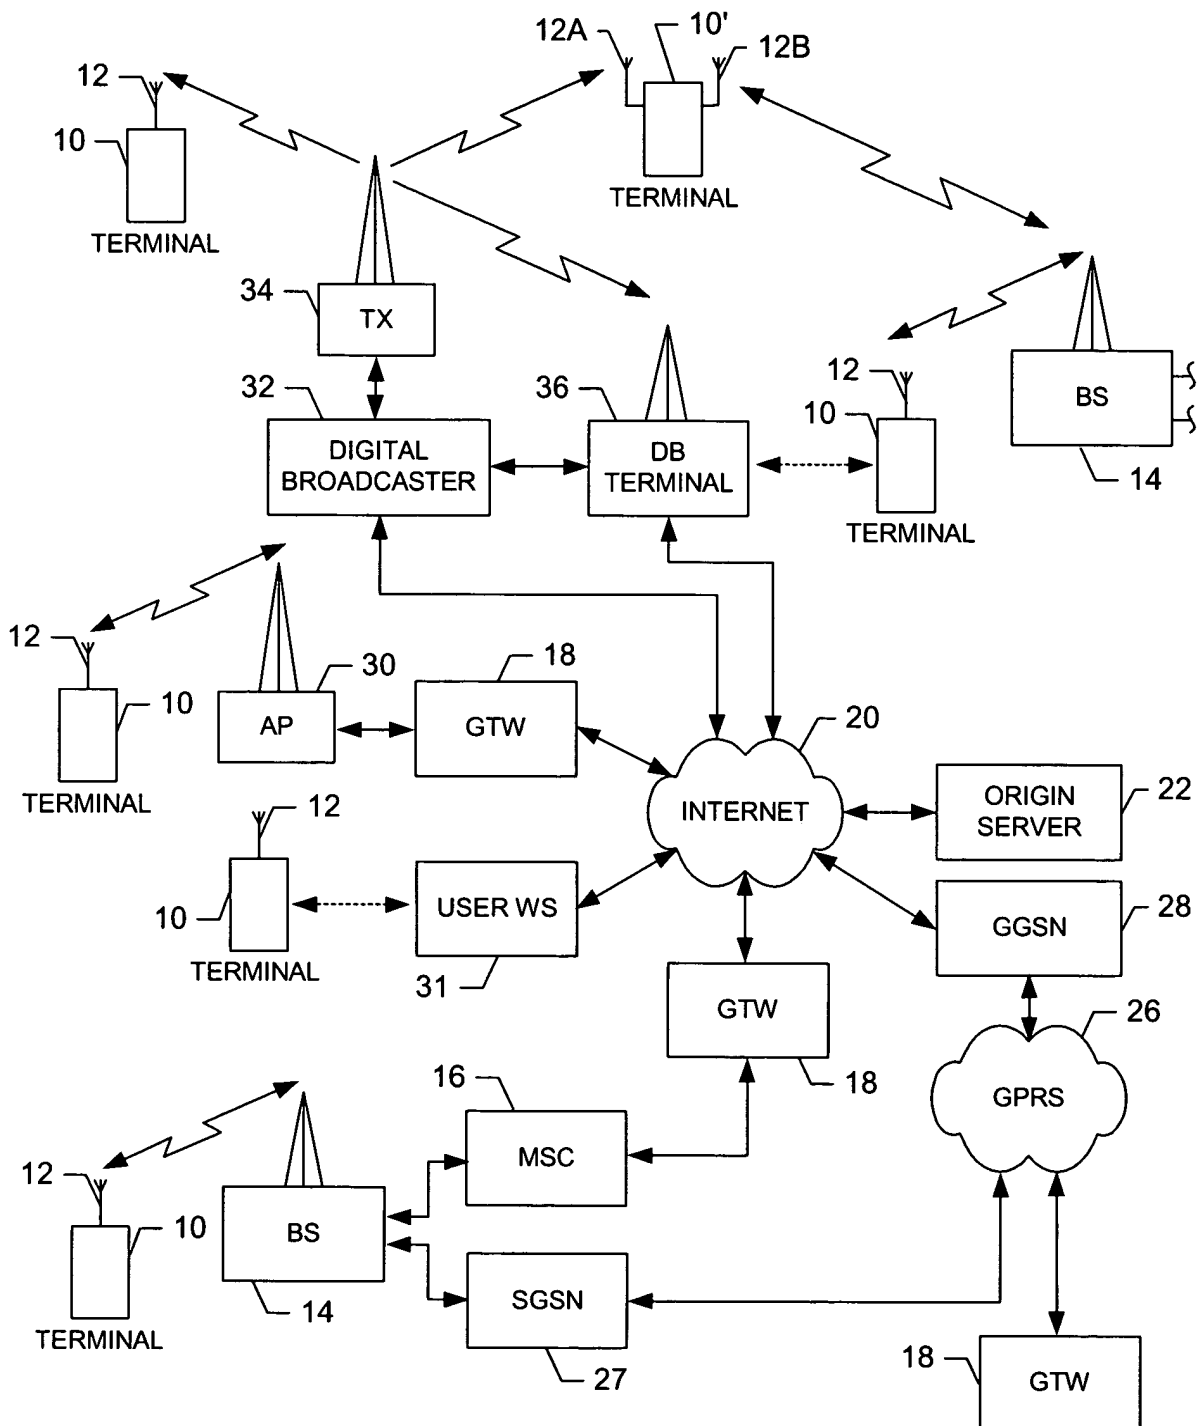 12A
10'
12B
12
10
TERMINAL
TERMINAL
34
TX
32
36
12
10
BS
DIGITAL
BROADCASTER
DB
TERMINAL
14
TERMINAL
12
30
18
10
AP
GTW
20
TERMINAL
12
INTERNET
ORIGIN
SERVER
22
10
USER WS
GGSN
28
TERMINAL
31
GTW
26
16
18
GPRS
MSC
12
10
BS
SGSN
14
TERMINAL
27
18
GTW